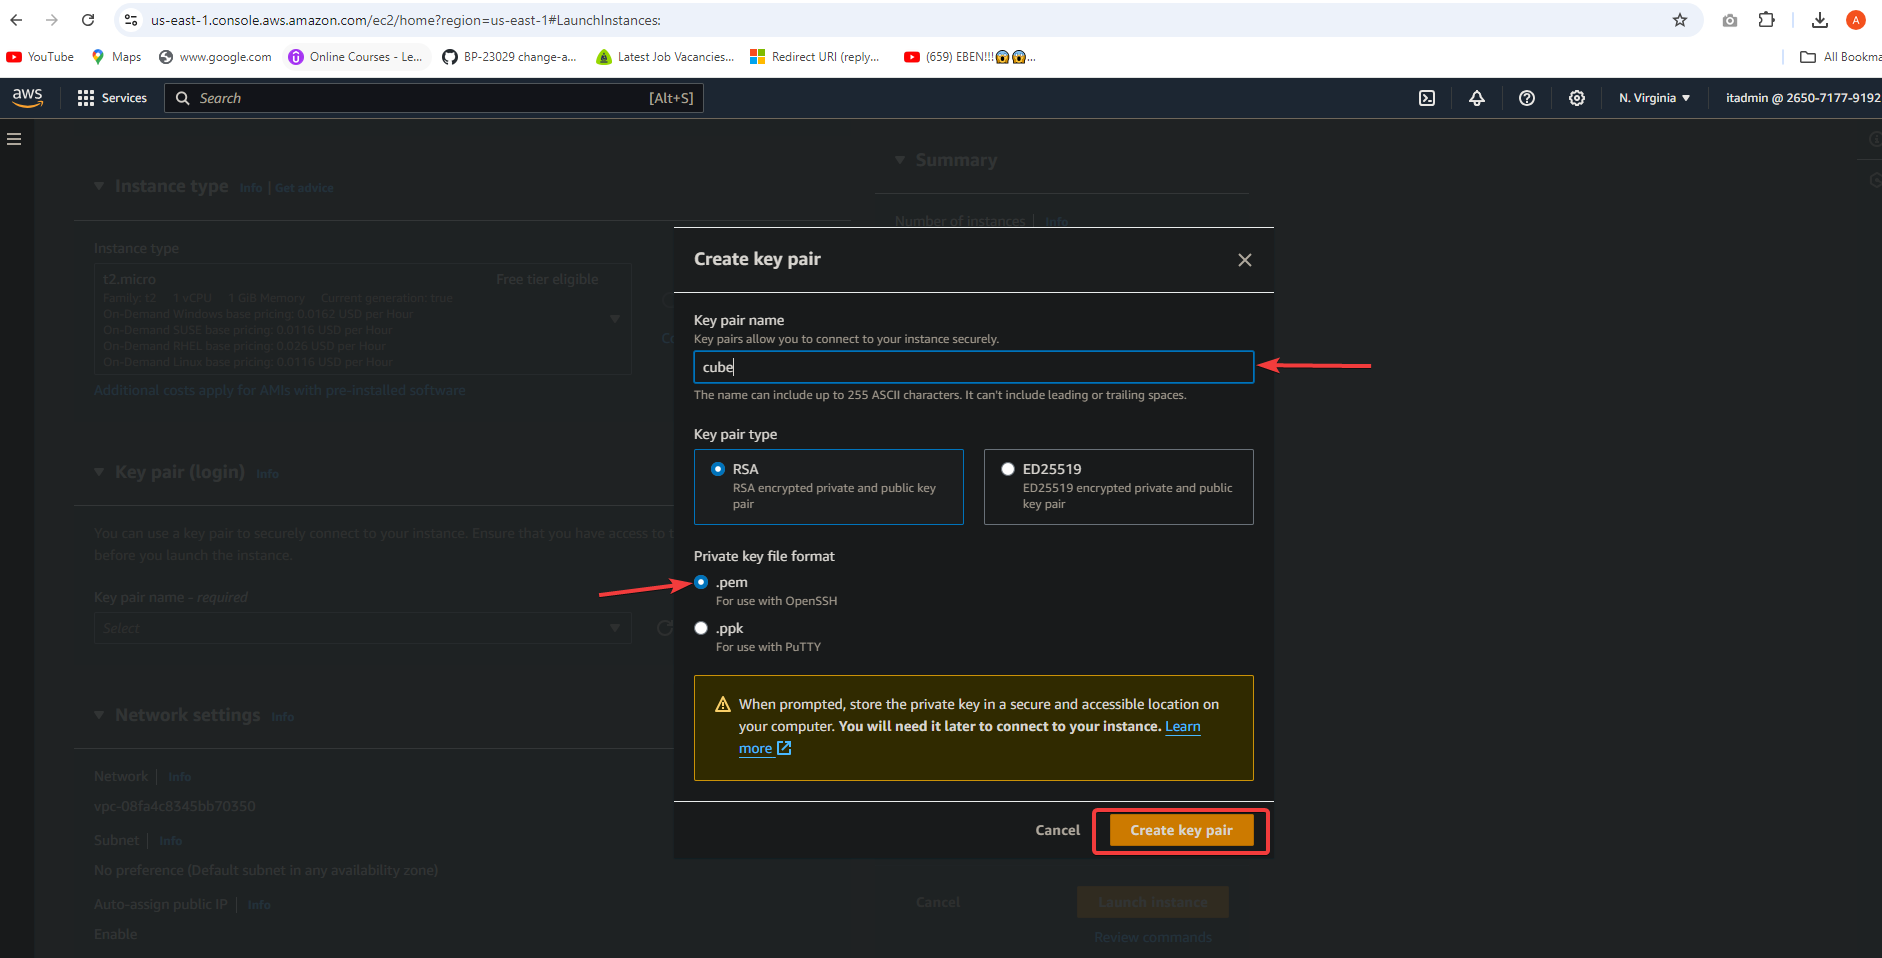 us-east-1.console.aws.amazon.com/ec2/home?region=us-east-1#LaunchInstances:
A
YouTube
Maps
www.google.com
Online Courses - Le...
BP-23029 change-a...
Latest Job Vacancies...
Redirect URI (reply...
(659) EBEN!!!😱😱...
All Bookma
aws
Services
Search
[Alt+S]
N. Virginia
itadmin @ 2650-7177-9192
Instance type
Info
Get advice
Instance type
t2.micro
Free tier eligible
Family: t2 1 vCPU 1 GiB Memory Current generation: true
On-Demand Windows base pricing: 0.0162 USD per Hour
On-Demand SUSE base pricing: 0.0116 USD per Hour
On-Demand RHEL base pricing: 0.026 USD per Hour
On-Demand Linux base pricing: 0.0116 USD per Hour
Additional costs apply for AMIs with pre-installed software
Key pair (login)
Info
You can use a key pair to securely connect to your instance. Ensure that you have access to t
before you launch the instance.
Key pair name - required
Select
Network settings
Info
Network
Info
vpc-08fa4c8345bb70350
Subnet
Info
No preference (Default subnet in any availability zone)
Auto-assign public IP
Info
Enable
Summary
Number of instances
Info
Create key pair
Key pair name
Key pairs allow you to connect to your instance securely.
cube
The name can include up to 255 ASCII characters. It can't include leading or trailing spaces.
Key pair type
RSA
RSA encrypted private and public key
pair
ED25519
ED25519 encrypted private and public
key pair
Private key file format
.pem
For use with OpenSSH
.ppk
For use with PuTTY
When prompted, store the private key in a secure and accessible location on
your computer. You will need it later to connect to your instance. Learn
more
Cancel
Create key pair
Cancel
Launch instance
Review commands